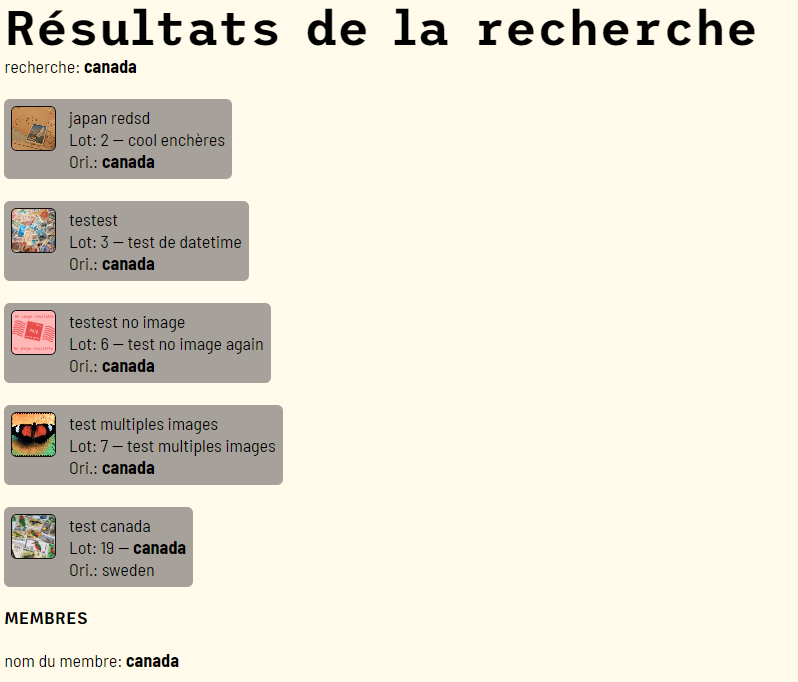 Résultats de la recherche
recherche: canada
japan redsd
Lot: 2 — cool enchères
Ori.: canada
testest
Lot: 3 — test de datetime
Ori.: canada
testest no image
Lot: 6 — test no image again
Ori.: canada
test multiples images
Lot: 7 — test multiples images
Ori.: canada
test canada
Lot: 19 — canada
Ori.: sweden
MEMBRES
nom du membre: canada